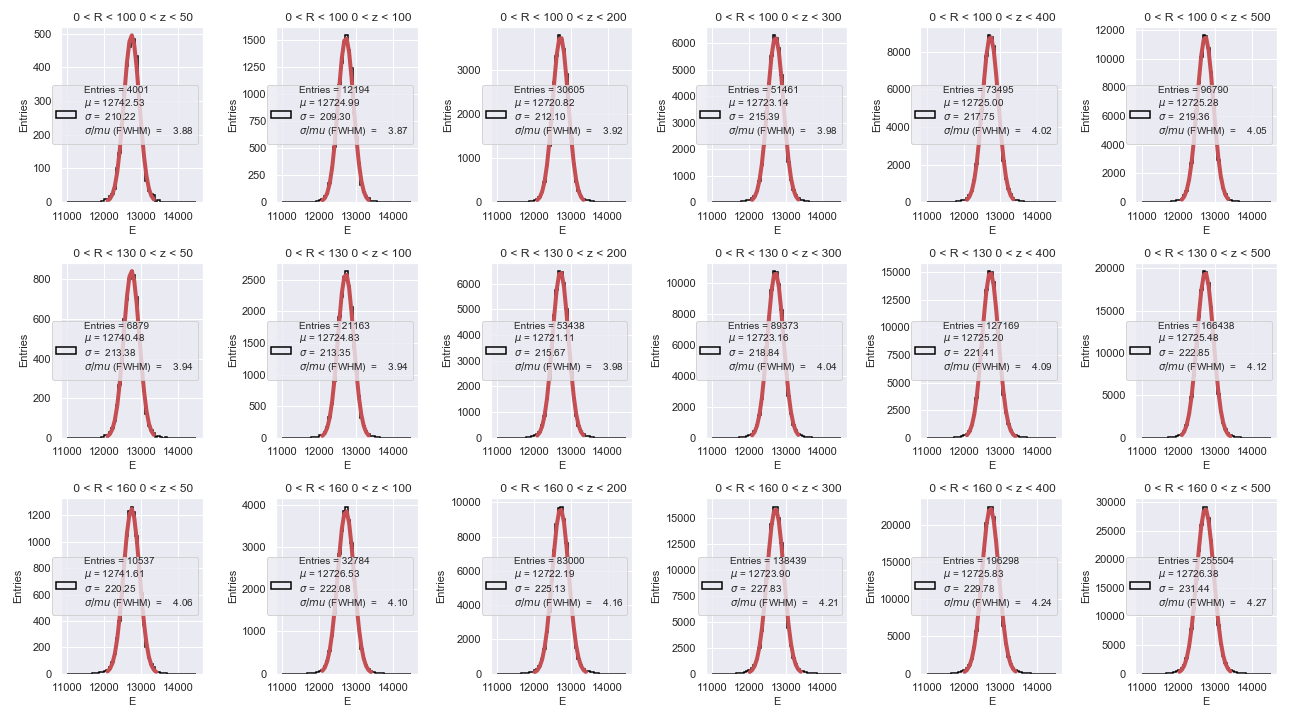 0 < R < 100 0 < z < 50
Entries
500
400
300
200
100
0
Entries = 4001
μ = 12742.53
σ = 210.22
σ/mu (FWHM) = 3.88
11000 12000 13000 14000
E
0 < R < 100 0 < z < 100
Entries
1500
1250
1000
750
500
250
0
Entries = 12194
μ = 12724.99
σ = 209.30
σ/mu (FWHM) = 3.87
11000 12000 13000 14000
E
0 < R < 100 0 < z < 200
Entries
3000
2000
1000
0
Entries = 30605
μ = 12720.82
σ = 212.10
σ/mu (FWHM) = 3.92
11000 12000 13000 14000
E
0 < R < 100 0 < z < 300
Entries
6000
5000
4000
3000
2000
1000
0
Entries = 51461
μ = 12723.14
σ = 215.39
σ/mu (FWHM) = 3.98
11000 12000 13000 14000
E
0 < R < 100 0 < z < 400
Entries
8000
6000
4000
2000
0
Entries = 73495
μ = 12725.00
σ = 217.75
σ/mu (FWHM) = 4.02
11000 12000 13000 14000
E
0 < R < 100 0 < z < 500
Entries
12000
10000
8000
6000
4000
2000
0
Entries = 96790
μ = 12725.28
σ = 219.36
σ/mu (FWHM) = 4.05
11000 12000 13000 14000
E
0 < R < 130 0 < z < 50
Entries
800
600
400
200
0
Entries = 6879
μ = 12740.48
σ = 213.38
σ/mu (FWHM) = 3.94
11000 12000 13000 14000
E
0 < R < 130 0 < z < 100
Entries
2500
2000
1500
1000
500
0
Entries = 21163
μ = 12724.83
σ = 213.35
σ/mu (FWHM) = 3.94
11000 12000 13000 14000
E
0 < R < 130 0 < z < 200
Entries
6000
5000
4000
3000
2000
1000
0
Entries = 53438
μ = 12721.11
σ = 215.67
σ/mu (FWHM) = 3.98
11000 12000 13000 14000
E
0 < R < 130 0 < z < 300
Entries
10000
8000
6000
4000
2000
0
Entries = 89373
μ = 12723.16
σ = 218.84
σ/mu (FWHM) = 4.04
11000 12000 13000 14000
E
0 < R < 130 0 < z < 400
Entries
15000
12500
10000
7500
5000
2500
0
Entries = 127169
μ = 12725.20
σ = 221.41
σ/mu (FWHM) = 4.09
11000 12000 13000 14000
E
0 < R < 130 0 < z < 500
Entries
20000
15000
10000
5000
0
Entries = 166438
μ = 12725.48
σ = 222.85
σ/mu (FWHM) = 4.12
11000 12000 13000 14000
E
0 < R < 160 0 < z < 50
Entries
1200
1000
800
600
400
200
0
Entries = 10537
μ = 12741.61
σ = 220.25
σ/mu (FWHM) = 4.06
11000 12000 13000 14000
E
0 < R < 160 0 < z < 100
Entries
4000
3000
2000
1000
0
Entries = 32784
μ = 12726.53
σ = 222.08
σ/mu (FWHM) = 4.10
11000 12000 13000 14000
E
0 < R < 160 0 < z < 200
Entries
10000
8000
6000
4000
2000
0
Entries = 83000
μ = 12722.19
σ = 225.13
σ/mu (FWHM) = 4.16
11000 12000 13000 14000
E
0 < R < 160 0 < z < 300
Entries
15000
12500
10000
7500
5000
2500
0
Entries = 138439
μ = 12723.90
σ = 227.83
σ/mu (FWHM) = 4.21
11000 12000 13000 14000
E
0 < R < 160 0 < z < 400
Entries
20000
15000
10000
5000
0
Entries = 196298
μ = 12725.83
σ = 229.78
σ/mu (FWHM) = 4.24
11000 12000 13000 14000
E
0 < R < 160 0 < z < 500
Entries
30000
25000
20000
15000
10000
5000
0
Entries = 255504
μ = 12726.38
σ = 231.44
σ/mu (FWHM) = 4.27
11000 12000 13000 14000
E